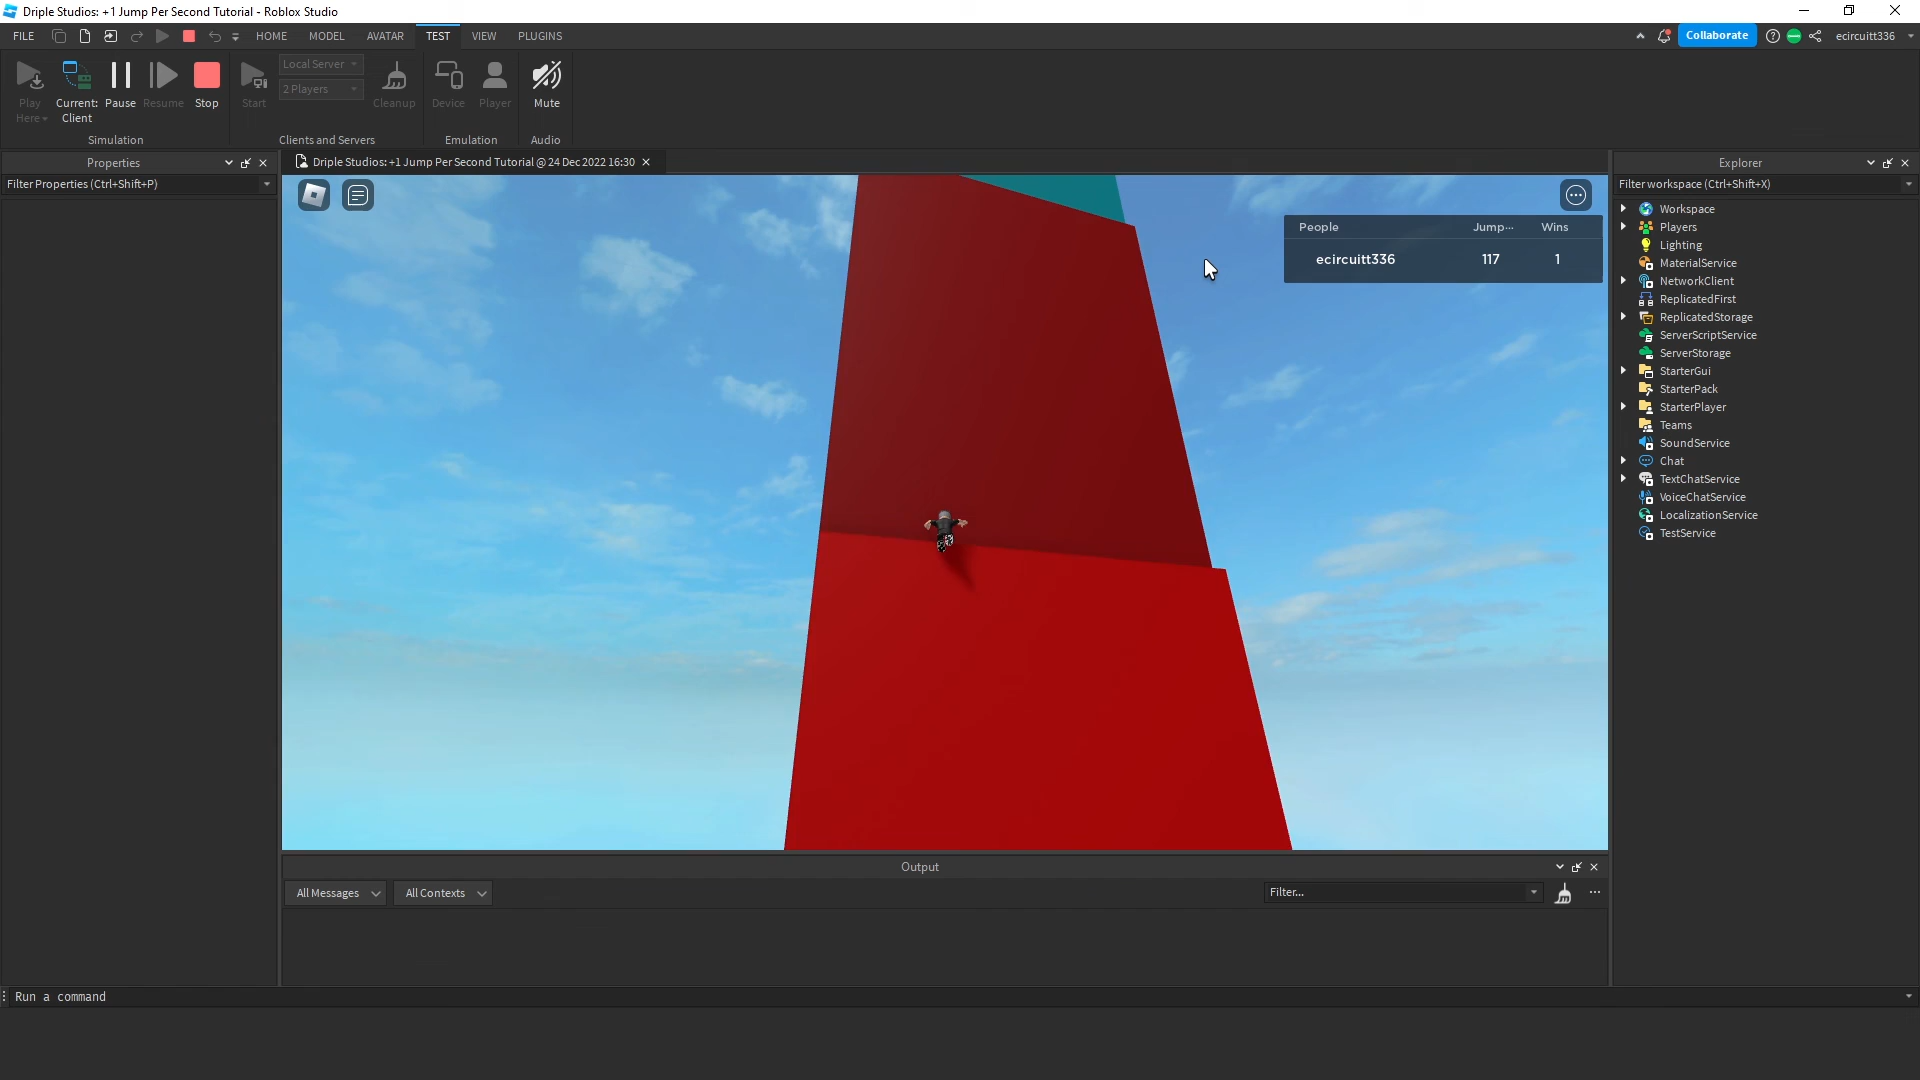 Driple Studios: +1 Jump Per Second Tutorial - Roblox Studio
FILE HOME MODEL AVATAR TEST VIEW PLUGINS Collaborate ecircuitt336
Play Here Current: Client Pause Resume Stop Start Local Server 2 Players Cleanup Device Player Mute
Simulation Clients and Servers Emulation Audio
Properties
Filter Properties (Ctrl+Shift+P)
Driple Studios: +1 Jump Per Second Tutorial @ 24 Dec 2022 16:30
People Jump··· Wins
ecircuitt336 117 1
Explorer
Filter workspace (Ctrl+Shift+X)
Workspace
Players
Lighting
MaterialService
NetworkClient
ReplicatedFirst
ReplicatedStorage
ServerScriptService
ServerStorage
StarterGui
StarterPack
StarterPlayer
Teams
SoundService
Chat
TextChatService
VoiceChatService
LocalizationService
TestService
Output
All Messages All Contexts Filter...
Run a command